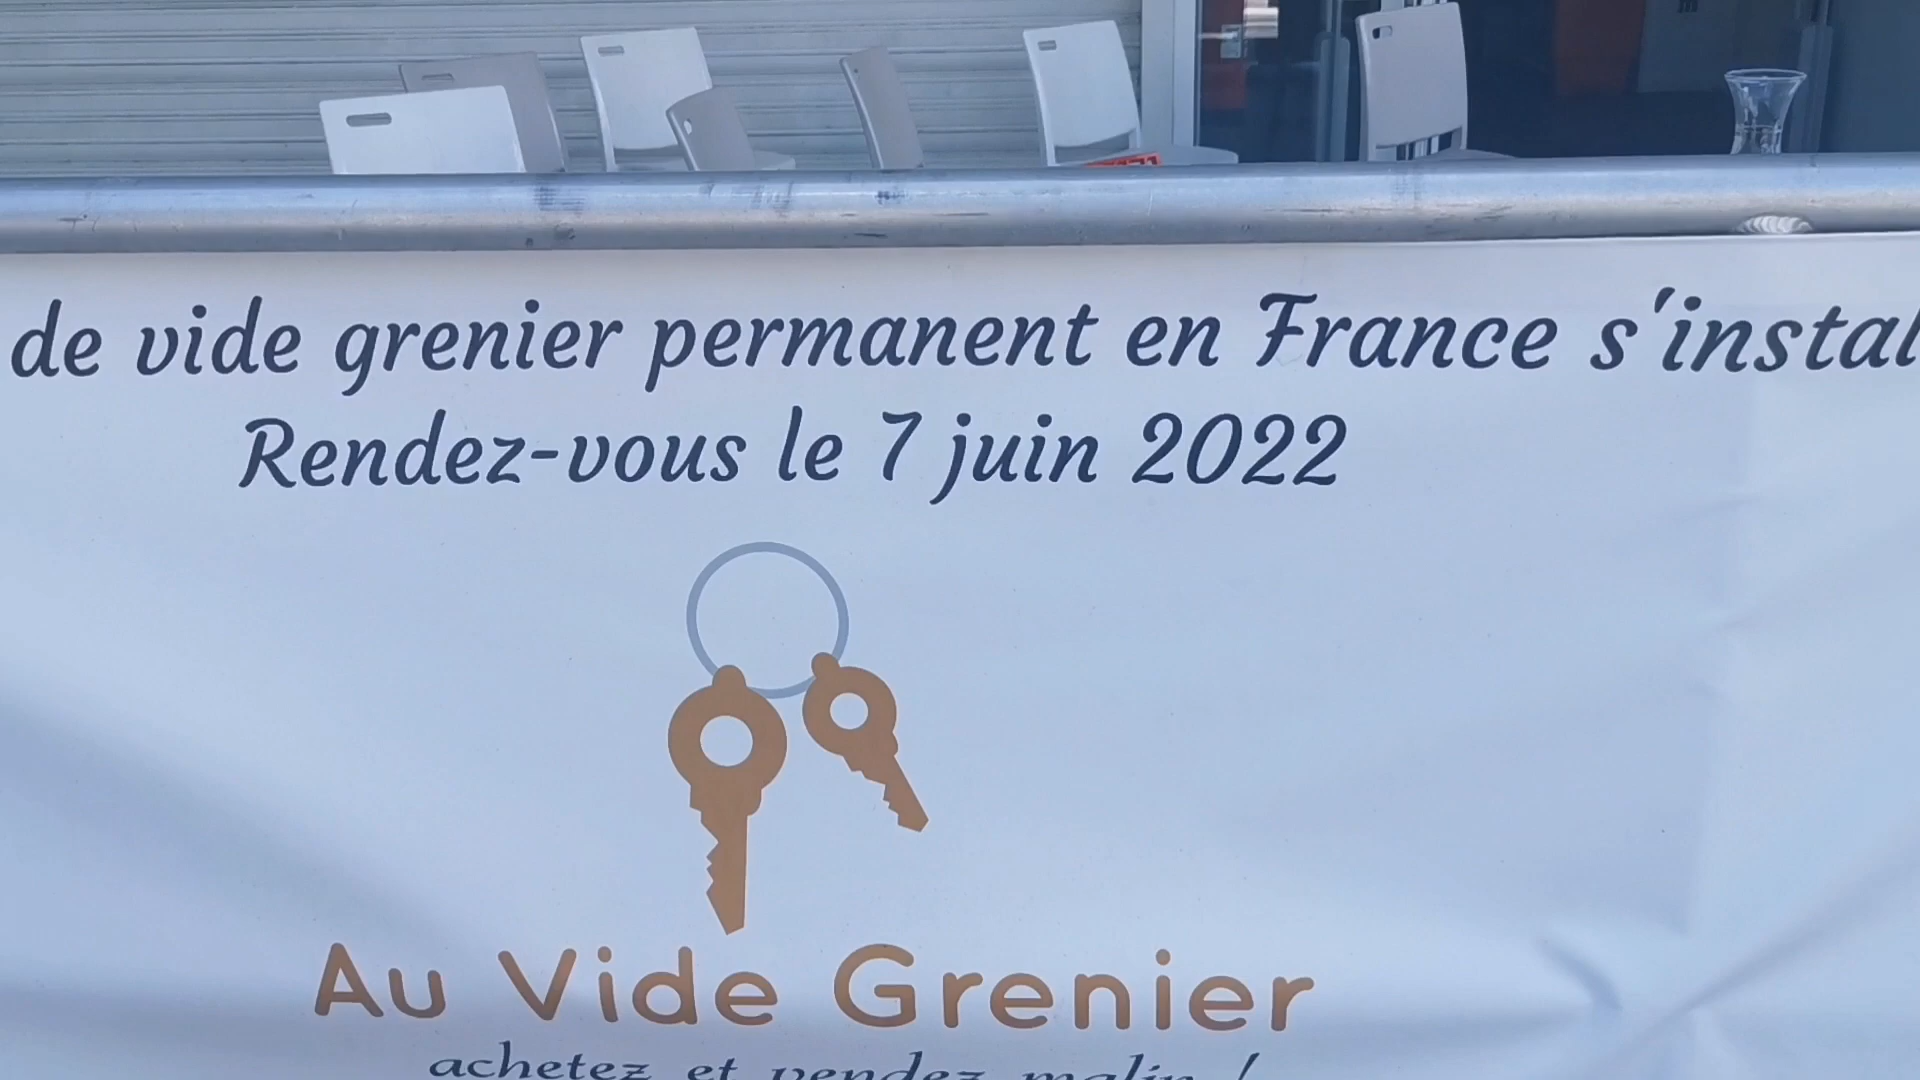 de vide grenier permanent en France s'instal
Rendez-vous le 7 juin 2022
Au Vide Grenier
achetez et vendez malin !